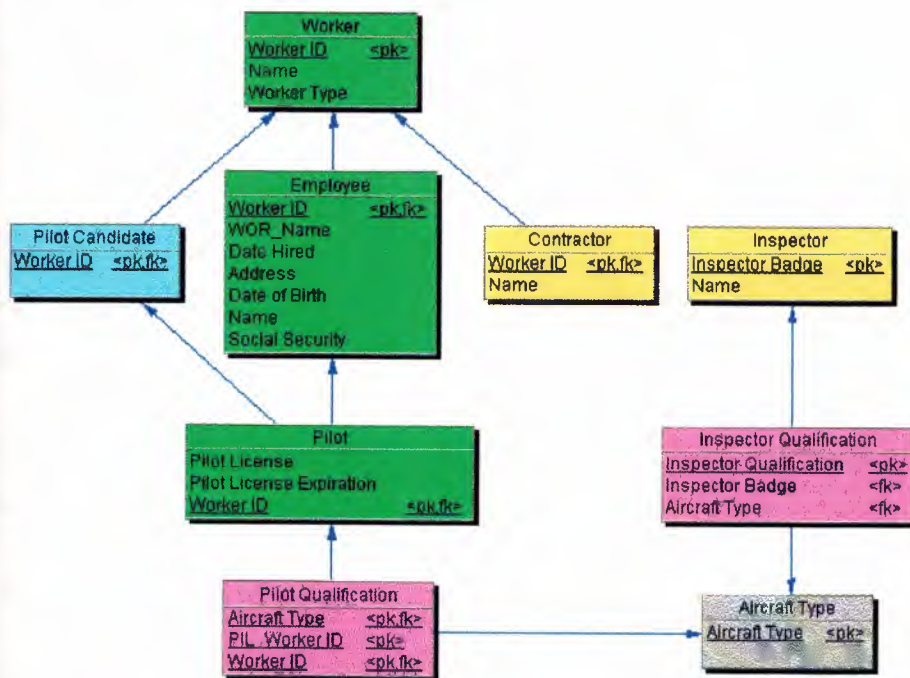 Worker
Worker ID <pk>
Name
Worker Type
Employee
Worker ID <pk,fk>
WOR_Name
Date Hired
Address
Date of Birth
Name
Social Security
Pilot Candidate
Worker ID <pk,fk>
Contractor
Worker ID <pk,fk>
Name
Inspector
Inspector Badge <pk>
Name
Pilot
Pilot License
Pilot License Expiration
Worker ID <pk,fk>
Inspector Qualification
Inspector Qualification <pk>
Inspector Badge <fk>
Aircraft Type <fk>
Pilot Qualification
Aircraft Type <pk,fk>
PIL_Worker ID <pk>
Worker ID <pk,fk>
Aircraft Type
Aircraft Type <pk>